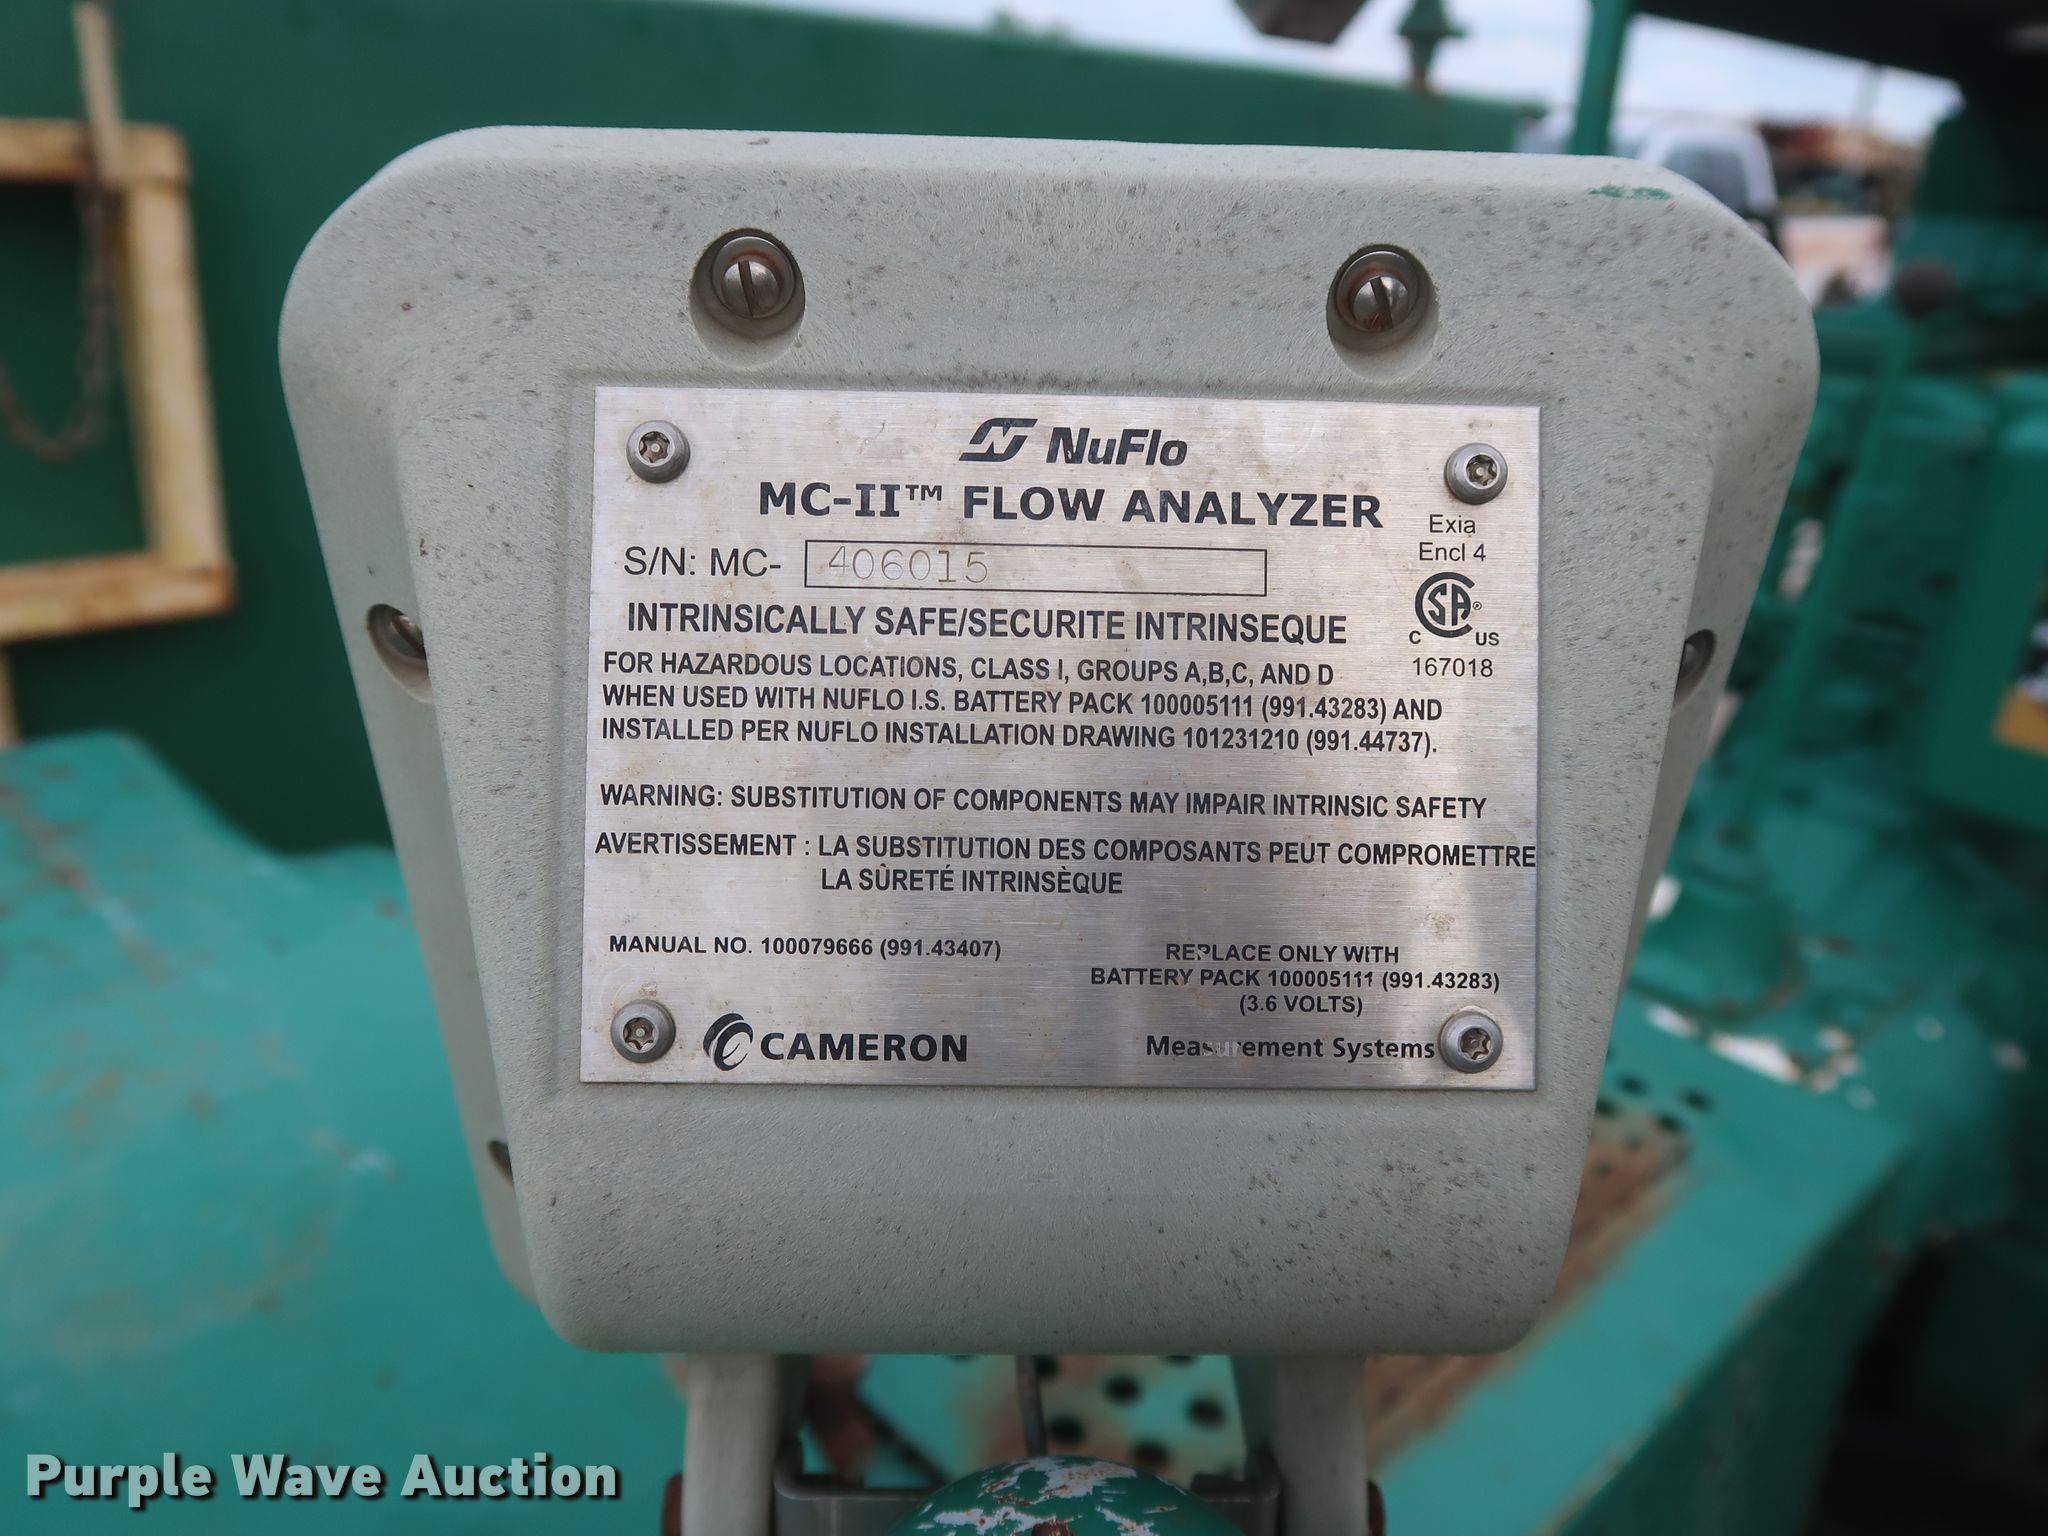 NuFlo
MC-II™ FLOW ANALYZER
Exia
Encl 4
S/N: MC- 406015
CSA®
C US
167018
INTRINSICALLY SAFE/SECURITE INTRINSEQUE
FOR HAZARDOUS LOCATIONS, CLASS I, GROUPS A,B,C, AND D
WHEN USED WITH NUFLO I.S. BATTERY PACK 100005111 (991.43283) AND
INSTALLED PER NUFLO INSTALLATION DRAWING 101231210 (991.44737).
WARNING: SUBSTITUTION OF COMPONENTS MAY IMPAIR INTRINSIC SAFETY
AVERTISSEMENT : LA SUBSTITUTION DES COMPOSANTS PEUT COMPROMETTRE
LA SÛRETÉ INTRINSÈQUE
MANUAL NO. 100079666 (991.43407)
REPLACE ONLY WITH
BATTERY PACK 100005111 (991.43283)
(3.6 VOLTS)
CAMERON
Measurement Systems
Purple Wave Auction